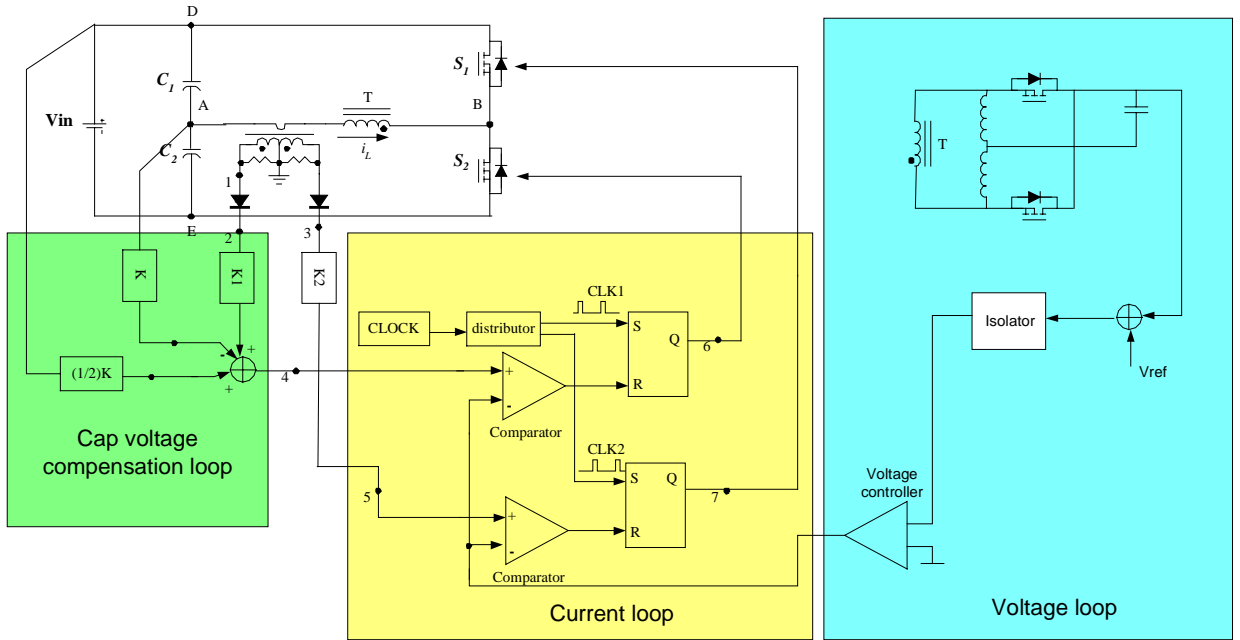 D
C1
S1
A
T
B
Vin
C2
iL
S2
T
1
E
2
3
K
K1
K2
CLK1
CLOCK
distributor
S
Q
6
Isolator
-
+
(1/2)K
+
4
+
-
R
Vref
Comparator
Cap voltage
compensation loop
CLK2
5
S
Q
7
Voltage
controller
+
-
R
Comparator
Current loop
Voltage loop